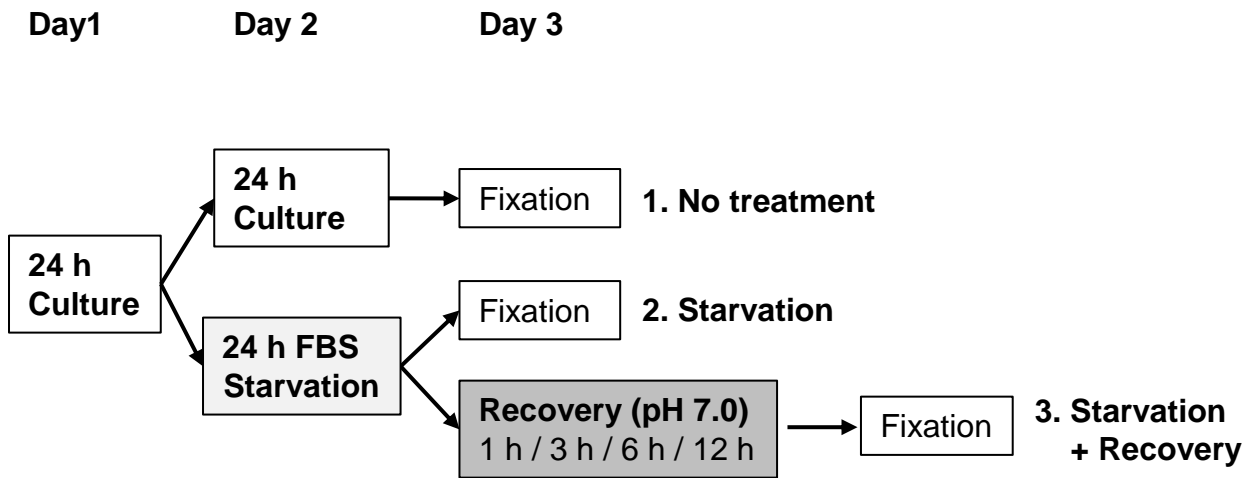 Day1 Day 2 Day 3
24 h
Culture
24 h
Culture
Fixation
1. No treatment
24 h FBS
Starvation
Fixation
2. Starvation
Recovery (pH 7.0)
1 h / 3 h / 6 h / 12 h
Fixation
3. Starvation
+ Recovery